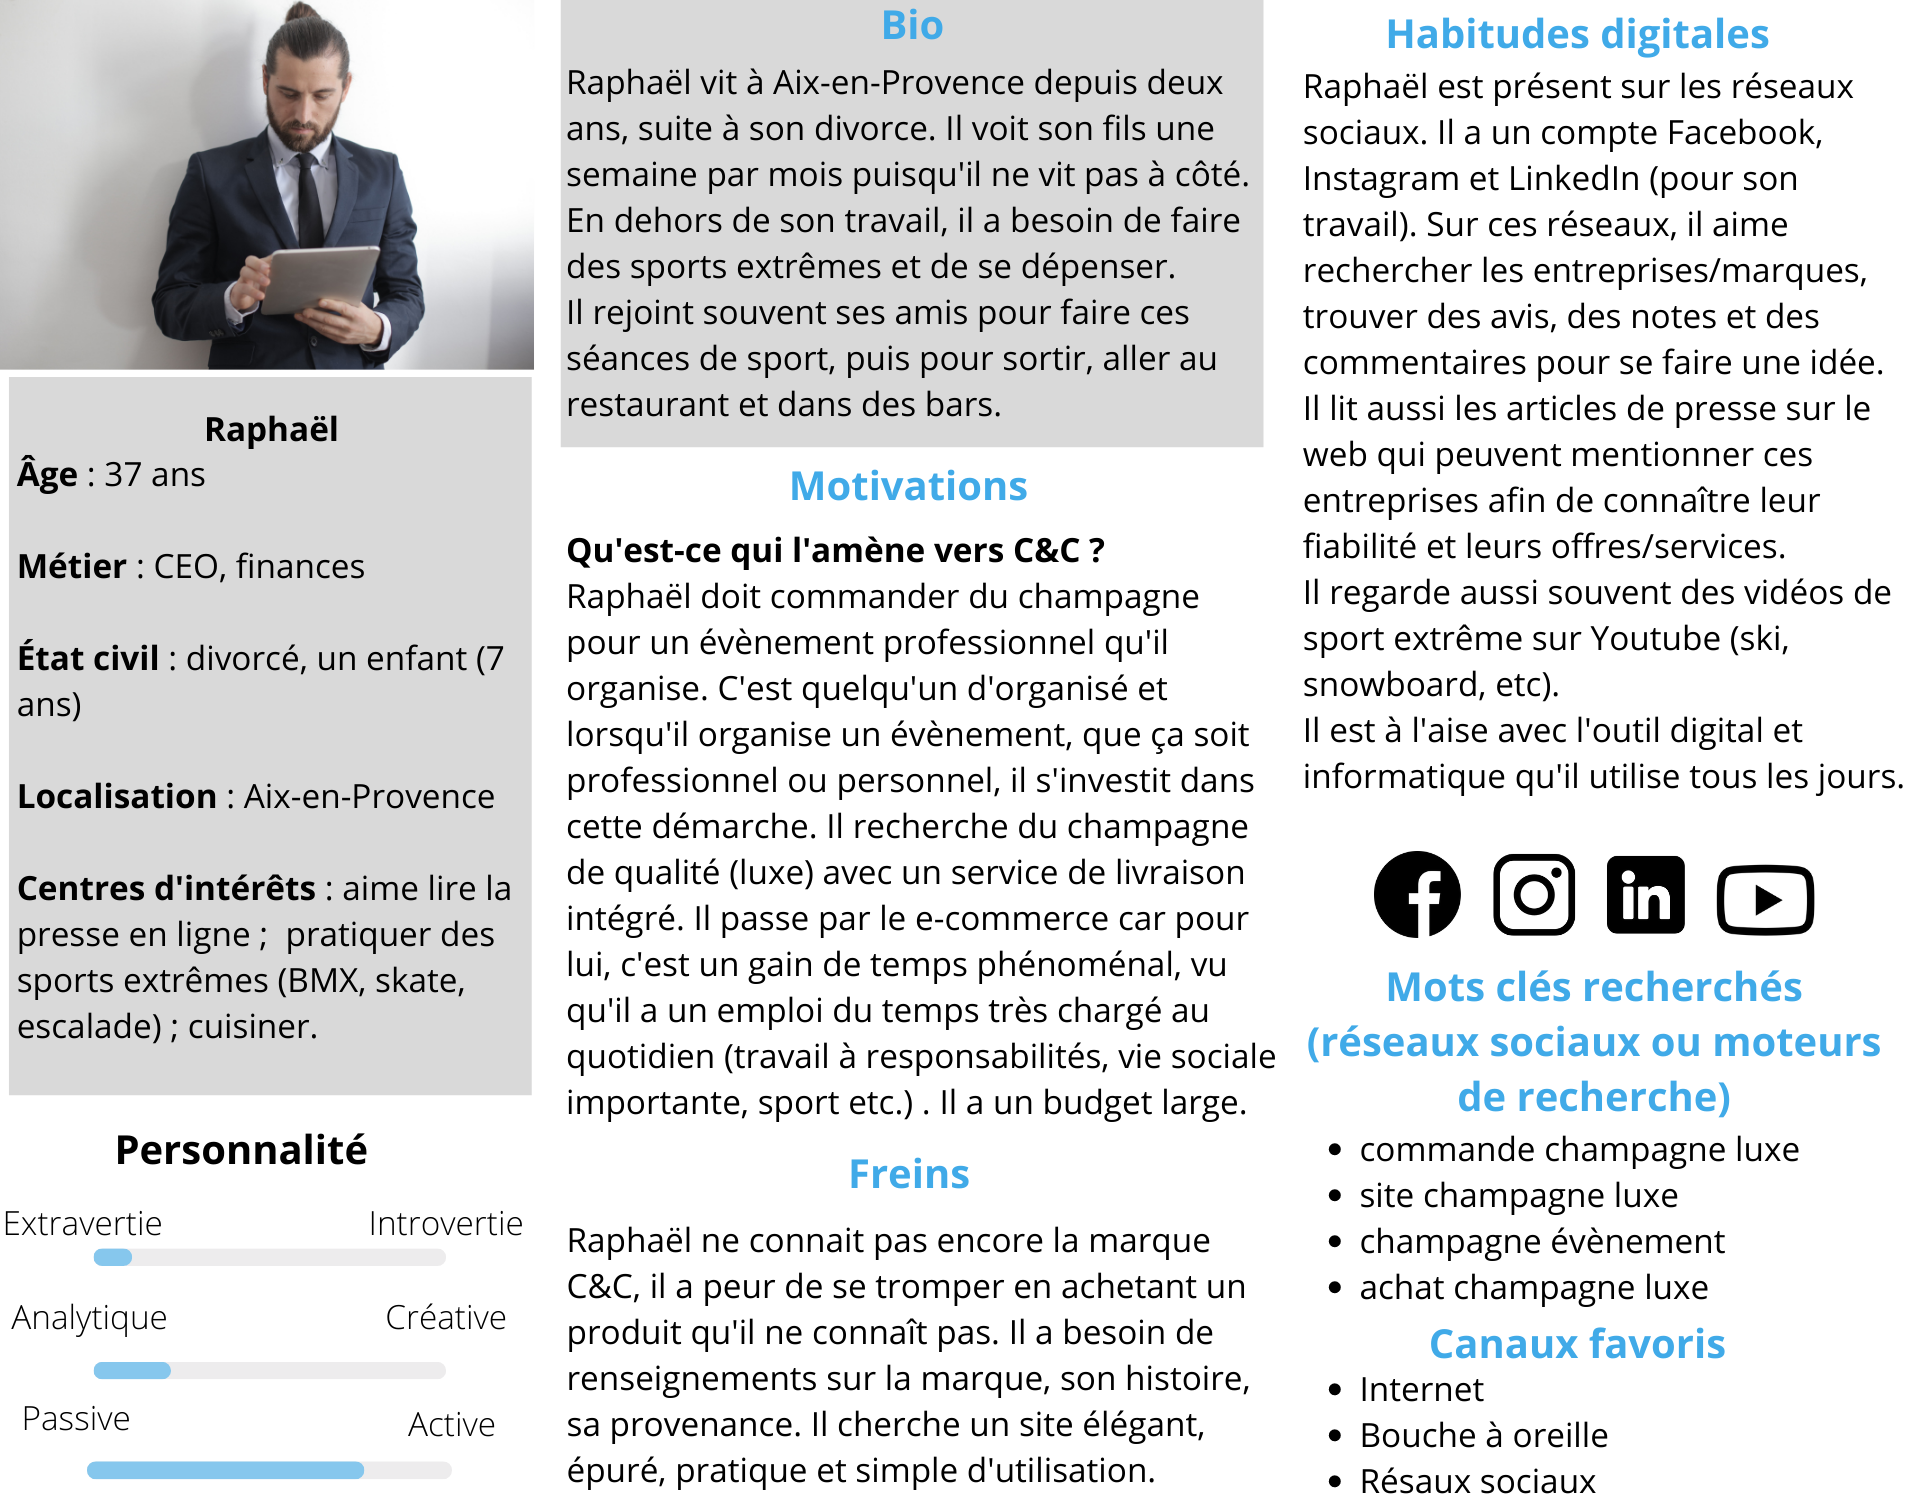 Raphaël
Âge : 37 ans
Métier : CEO, finances
État civil : divorcé, un enfant (7
ans)
Localisation : Aix-en-Provence
Centres d'intérêts : aime lire la
presse en ligne ;  pratiquer des
sports extrêmes (BMX, skate,
escalade) ; cuisiner.
Personnalité
Extravertie Introvertie
Analytique Créative
Passive Active
Bio
Raphaël vit à Aix-en-Provence depuis deux
ans, suite à son divorce. Il voit son fils une
semaine par mois puisqu'il ne vit pas à côté.
En dehors de son travail, il a besoin de faire
des sports extrêmes et de se dépenser.
Il rejoint souvent ses amis pour faire ces
séances de sport, puis pour sortir, aller au
restaurant et dans des bars.
Motivations
Qu'est-ce qui l'amène vers C&C ?
Raphaël doit commander du champagne
pour un évènement professionnel qu'il
organise. C'est quelqu'un d'organisé et
lorsqu'il organise un évènement, que ça soit
professionnel ou personnel, il s'investit dans
cette démarche. Il recherche du champagne
de qualité (luxe) avec un service de livraison
intégré. Il passe par le e-commerce car pour
lui, c'est un gain de temps phénoménal, vu
qu'il a un emploi du temps très chargé au
quotidien (travail à responsabilités, vie sociale
importante, sport etc.) . Il a un budget large.
Freins
Raphaël ne connait pas encore la marque
C&C, il a peur de se tromper en achetant un
produit qu'il ne connaît pas. Il a besoin de
renseignements sur la marque, son histoire,
sa provenance. Il cherche un site élégant,
épuré, pratique et simple d'utilisation.
Habitudes digitales
Raphaël est présent sur les réseaux
sociaux. Il a un compte Facebook,
Instagram et LinkedIn (pour son
travail). Sur ces réseaux, il aime
rechercher les entreprises/marques,
trouver des avis, des notes et des
commentaires pour se faire une idée.
Il lit aussi les articles de presse sur le
web qui peuvent mentionner ces
entreprises afin de connaître leur
fiabilité et leurs offres/services.
Il regarde aussi souvent des vidéos de
sport extrême sur Youtube (ski,
snowboard, etc).
Il est à l'aise avec l'outil digital et
informatique qu'il utilise tous les jours.
Mots clés recherchés
(réseaux sociaux ou moteurs
de recherche)
• commande champagne luxe
• site champagne luxe
• champagne évènement
• achat champagne luxe
Canaux favoris
• Internet
• Bouche à oreille
• Résaux sociaux